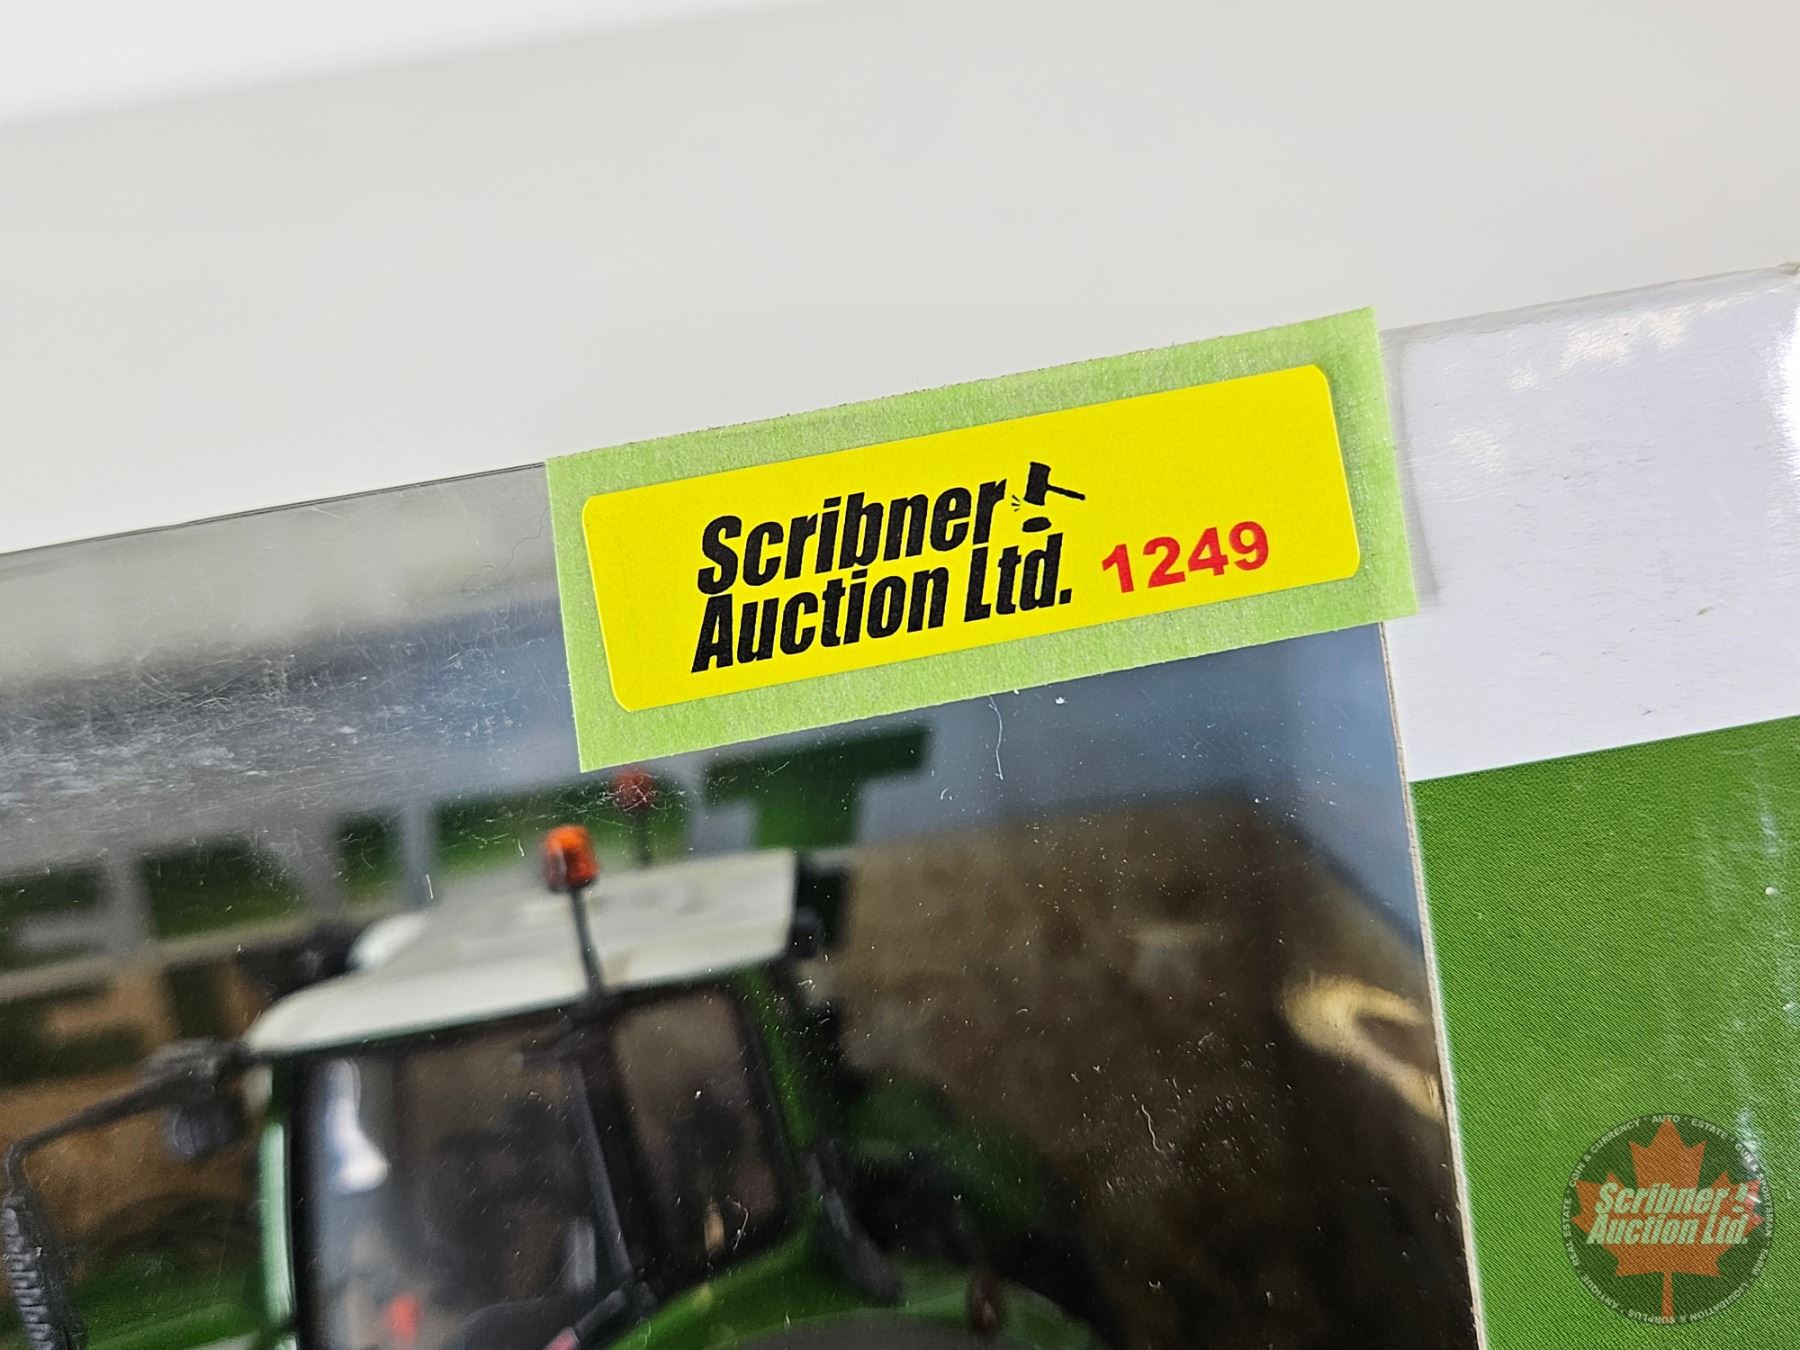 Scribner
Auction Ltd. 1249
Scribner
Auction Ltd.